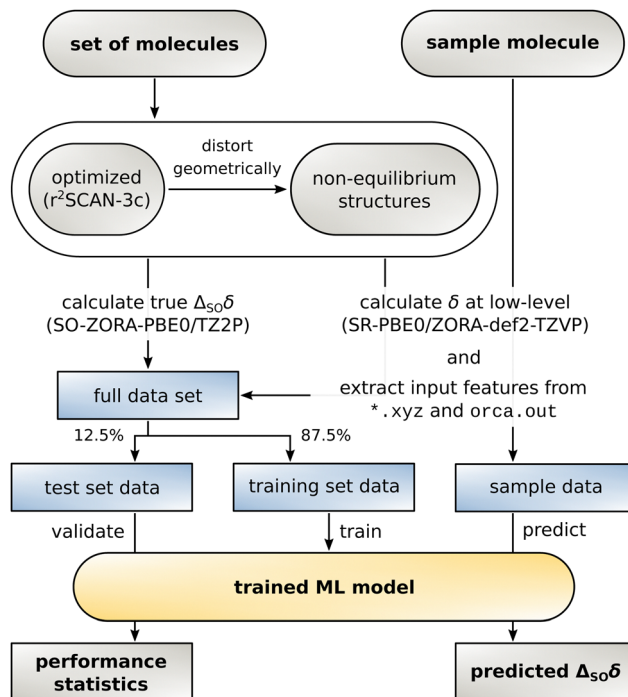 set of molecules
sample molecule
distort
geometrically
optimized
(r²SCAN-3c)
non-equilibrium
structures
calculate true Δ_SOδ
(SO-ZORA-PBE0/TZ2P)
calculate δ at low-level
(SR-PBE0/ZORA-def2-TZVP)
and
extract input features from
*.xyz and orca.out
full data set
12.5%
87.5%
test set data
training set data
sample data
validate
train
predict
trained ML model
performance
statistics
predicted Δ_SOδ